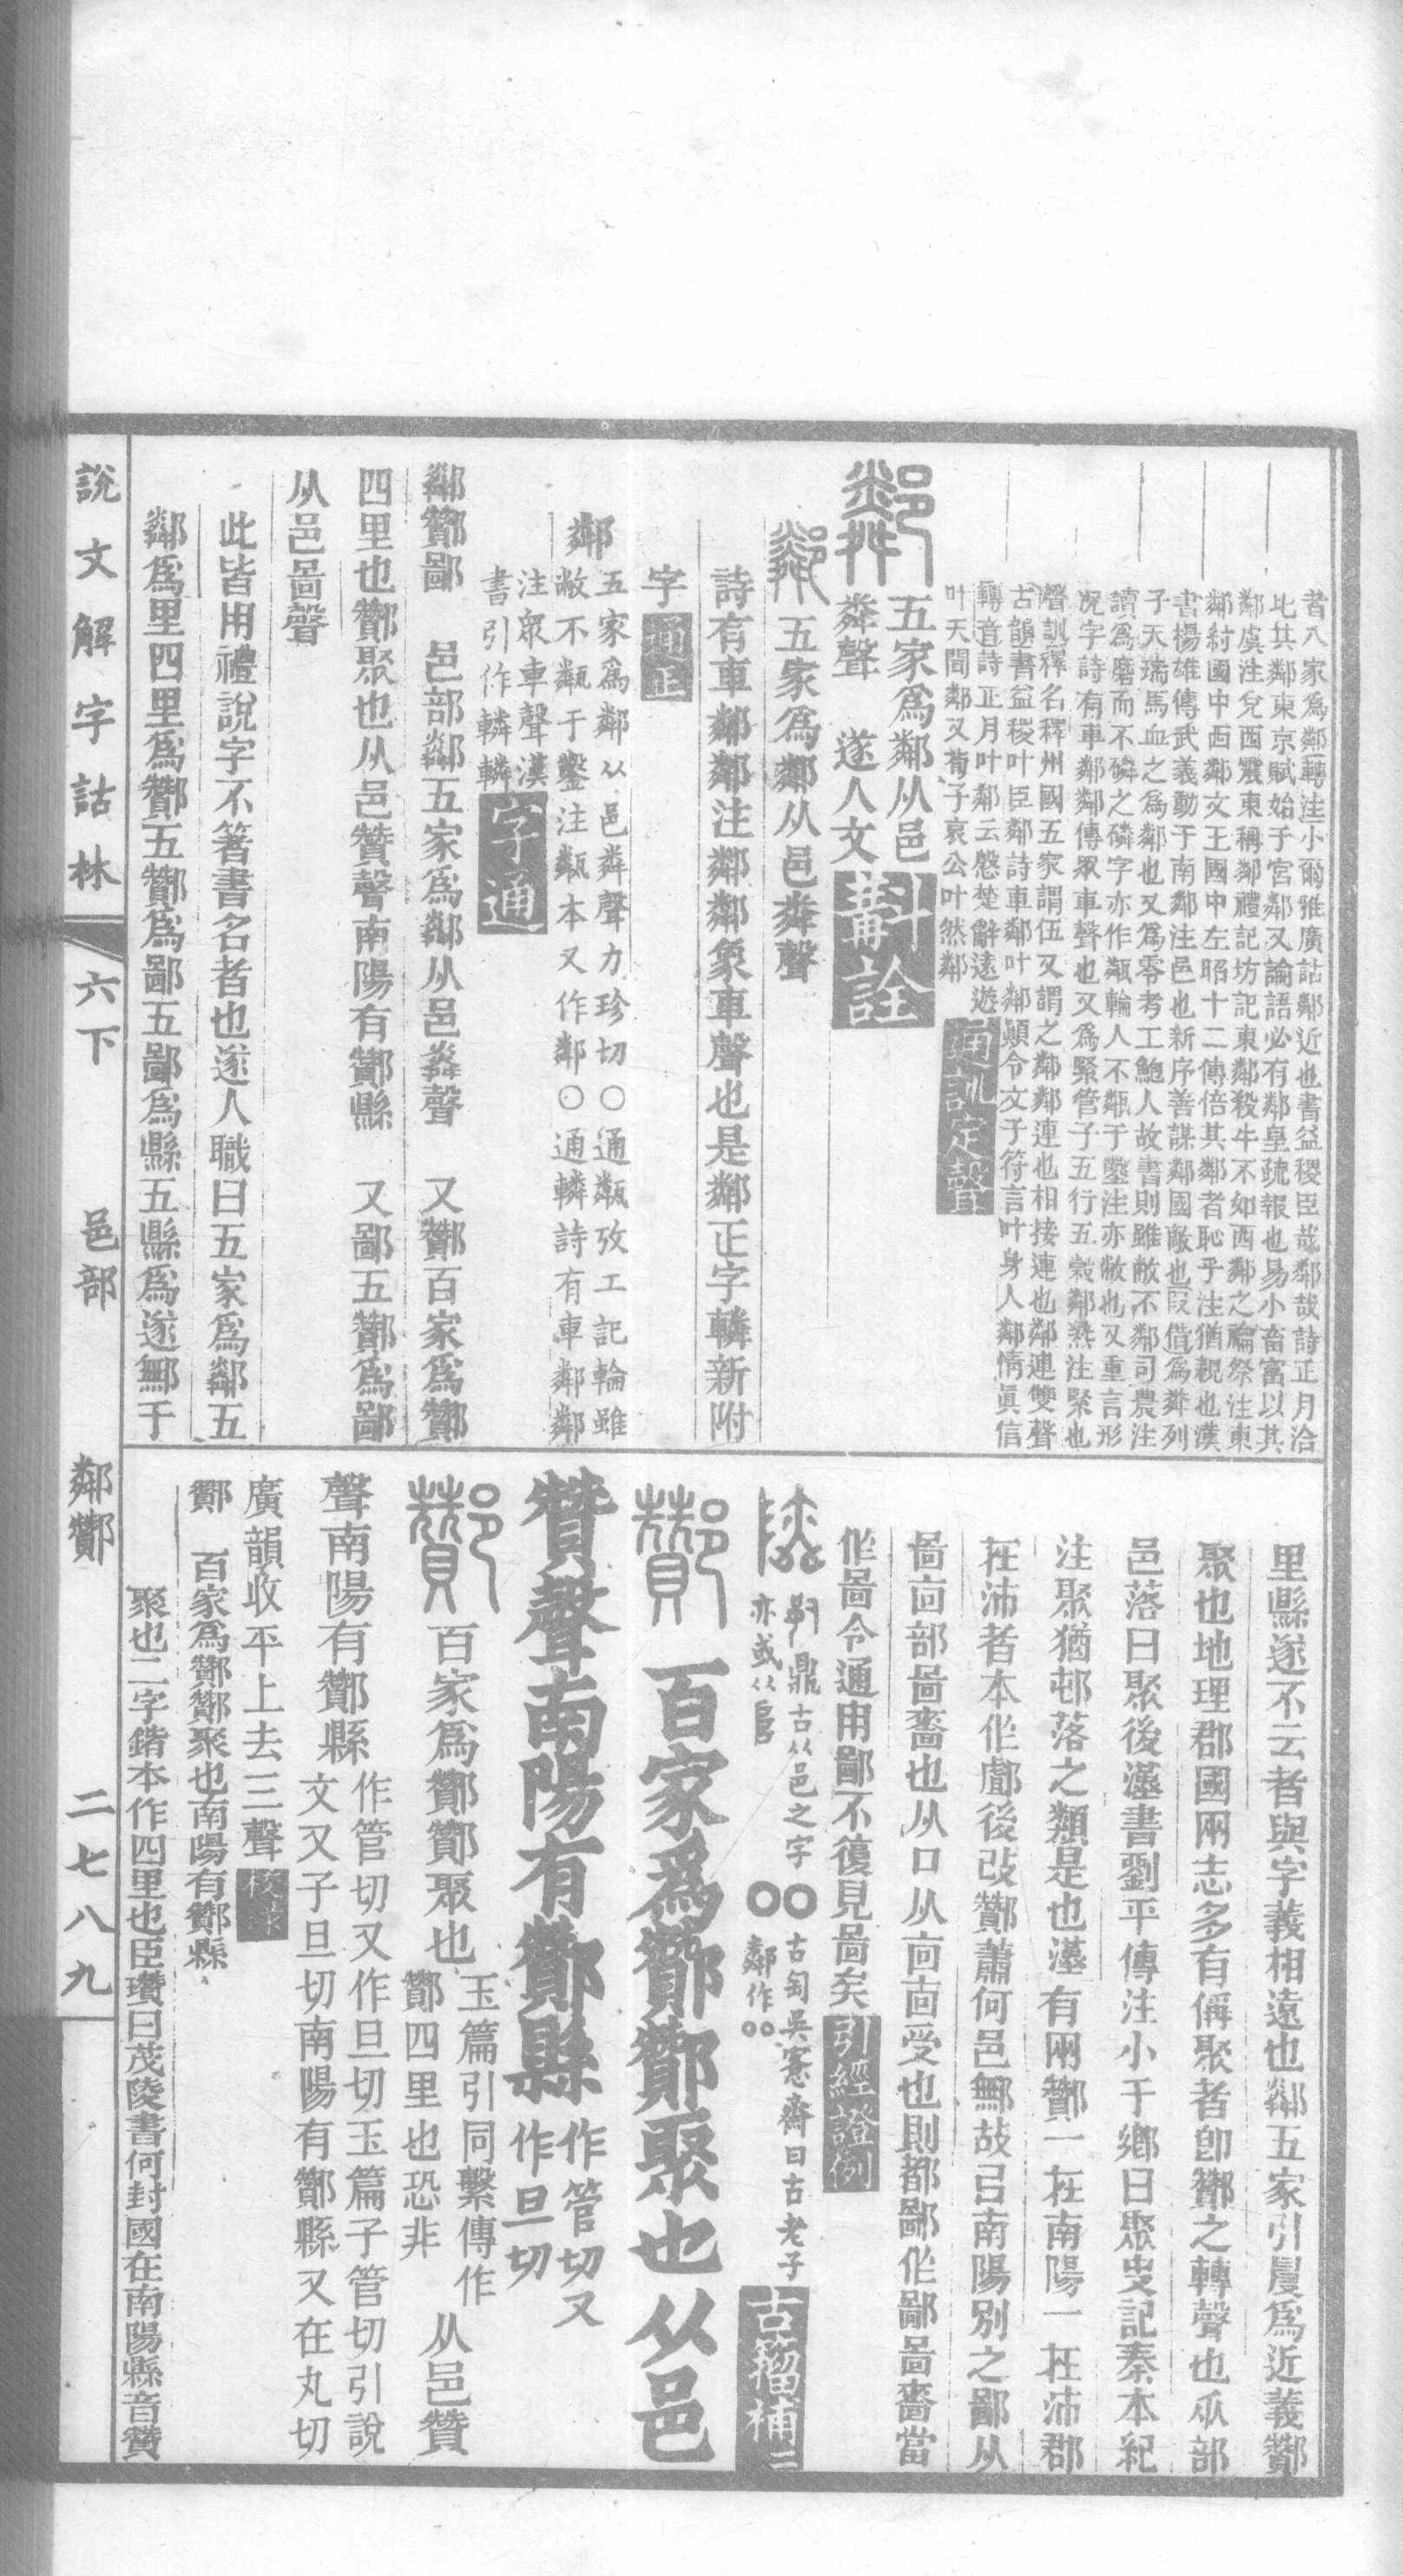 者八家爲鄰轉注小爾雅廣詁鄰近也書益稷臣哉鄰哉詩正月洽
比其鄰東京賦始于宮鄰又論語必有鄰皇疏報也易小畜富以其
鄰虞注兌西震東稱鄰禮記坊記東鄰殺牛不如西鄰之禴祭注東
鄰紂國中西鄰文王國中左昭十二傳倍其鄰者恥乎注猶親也漢
書楊雄傳武義動于南鄰注邑也新序善謀鄰國敵也假借爲粦列
子天瑞馬血之爲鄰也又爲零考工鮑人故書則雖敝不鄰司農注
讀爲磨而不磷之磷字亦作甐輪人不甐于鑿注亦敝也又重言形
況字詩有車鄰鄰傳眾車聲也又爲緊管子五行五穀鄰熟注緊也
聲訓釋名釋州國五家謂伍又謂之鄰鄰連也相接連也鄰連雙聲
古韻書益稷叶臣鄰詩車鄰叶鄰顛令文子符言叶身人鄰情眞信
轉音詩正月叶鄰云慇楚辭遠遊
叶天聞鄰又荀子哀公叶然鄰
通訓定聲
五家爲鄰从邑
粦聲 遂人文
斠詮
五家爲鄰从邑粦聲
詩有車鄰鄰注鄰鄰象車聲也是鄰正字轔新附
字
通正
鄰
五家爲鄰从邑粦聲力珍切○通甐攷工記輪雖
敝不甐于鑿注甐本又作鄰○通轔詩有車鄰鄰
注眾車聲漢
書引作轔轔
字通
鄰酇鄙 邑部鄰五家爲鄰从邑粦聲 又酇百家爲酇
四里也酇聚也从邑贊聲南陽有酇縣 又鄙五酇爲鄙
从邑啚聲
此皆用禮說字不箸書名者也遂人職曰五家爲鄰五
鄰爲里四里爲酇五酇爲鄙五鄙爲縣五縣爲遂鄦于
里縣遂不云者與字義相遠也鄰五家引㞡爲近義酇
聚也地理郡國兩志多有偁聚者卽酇之轉聲也𠂢部
邑落曰聚後漢書劉平傳注小于鄉曰聚史記秦本紀
注聚猶邨落之類是也漢有兩酇一在南陽一在沛郡
在沛者本作𨞛後改酇蕭何邑鄦故㠯南陽別之鄙从
啚㐭部啚嗇也从口从㐭㐭受也則都鄙作鄙啚嗇當
作啚今通用鄙不復見啚矣
引經證例
鼎古从邑之字
亦或从𨸏
古匋吳愙齋曰古老子
鄰作
古籀補
百家爲酇酇聚也从邑
贊聲南陽有酇縣
作管切又
作旦切
百家爲酇酇聚也
玉篇引同繫傳作
酇四里也恐非
从邑贊
聲南陽有酇縣
作管切又作旦切玉篇子管切引說
文又子旦切南陽有酇縣又在丸切
廣韻收平上去三聲
校錄
酇 百家爲酇酇聚也南陽有酇縣
聚也二字鍇本作四里也臣瓚曰茂陵書何封國在南陽縣音贊
說文解字詁林
六下
邑部
鄰酇
二七八九